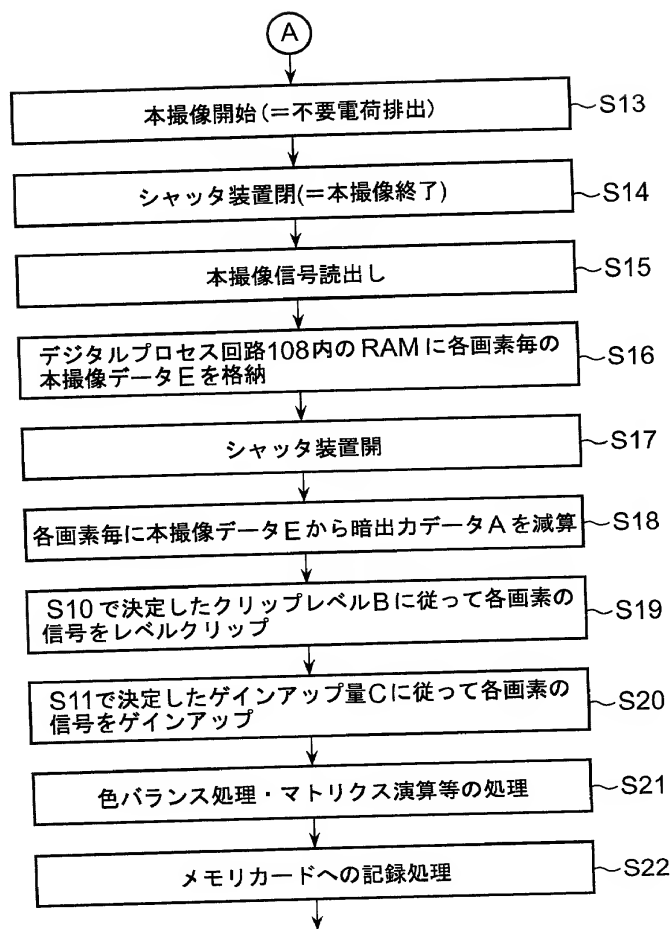 A
本撮像開始(=不要電荷排出)
S13
シャッタ装置閉(=本撮像終了)
S14
本撮像信号読出し
S15
デジタルプロセス回路108内のRAMに各画素毎の
本撮像データEを格納
S16
シャッタ装置開
S17
各画素毎に本撮像データEから暗出力データAを減算
S18
S10で決定したクリップレベルBに従って各画素の
信号をレベルクリップ
S19
S11で決定したゲインアップ量Cに従って各画素の
信号をゲインアップ
S20
色バランス処理・マトリクス演算等の処理
S21
メモリカードへの記録処理
S22